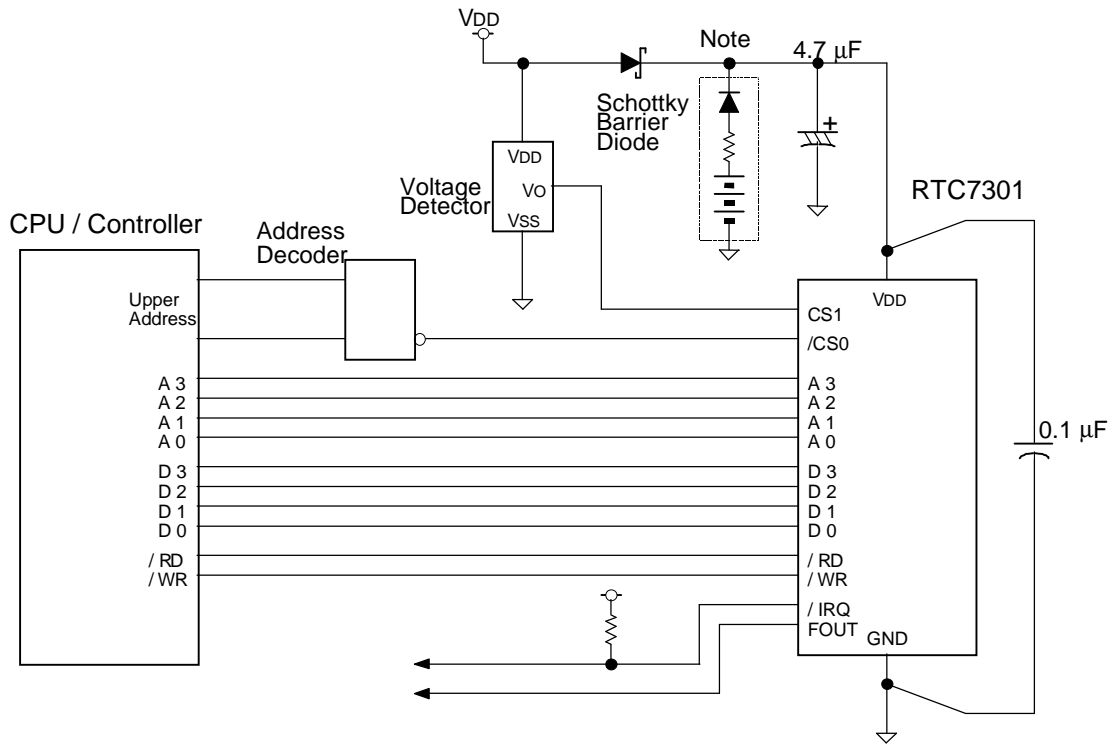 VDD
Note
4.7 µF
Schottky
Barrier
Diode
+
VDD
VO
VSS
Voltage
Detector
RTC7301
CPU / Controller
Address
Decoder
Upper
Address
VDD
CS1
/CS0
A 3
A 2
A 1
A 0
D 3
D 2
D 1
D 0
/ RD
/ WR
A 3
A 2
A 1
A 0
D 3
D 2
D 1
D 0
/ RD
/ WR
/ IRQ
FOUT
GND
0.1 µF